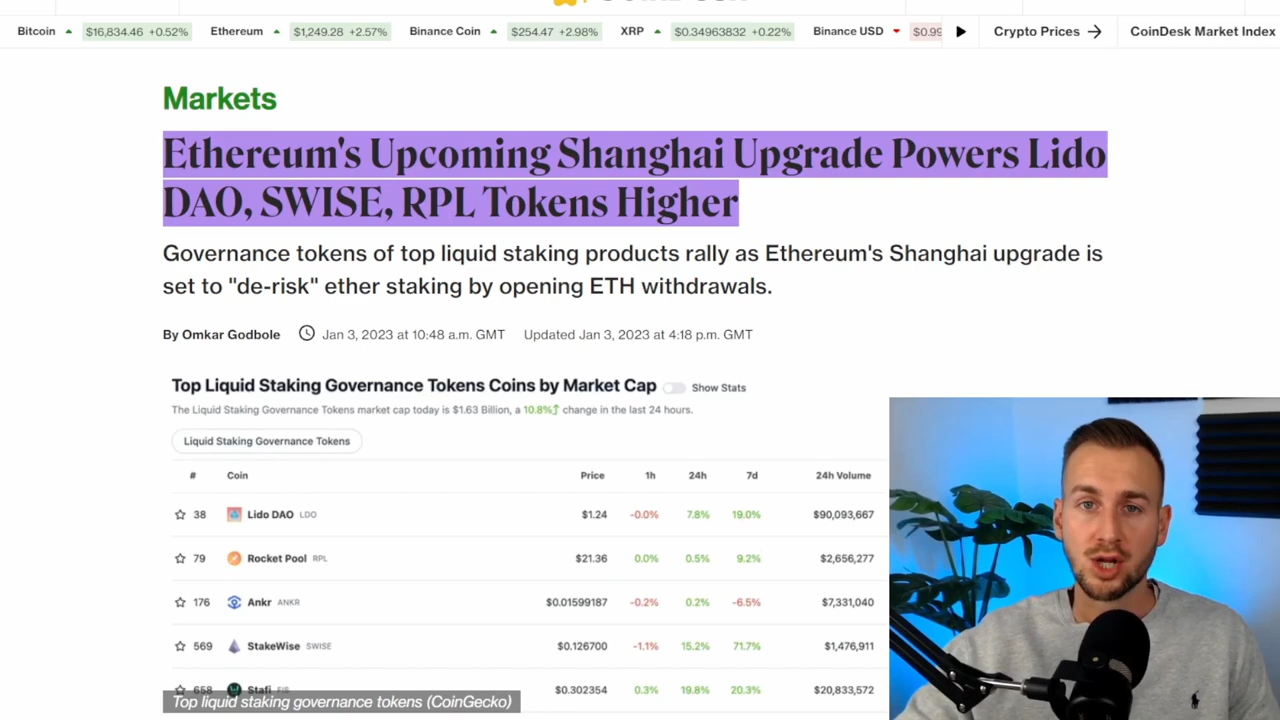 Bitcoin $16,834.46 +0.52% Ethereum $1,249.28 +2.57% Binance Coin $254.47 +2.98% XRP $0.34963832 +0.22% Binance USD $0.99 Crypto Prices CoinDesk Market Index
Markets
Ethereum's Upcoming Shanghai Upgrade Powers Lido
DAO, SWISE, RPL Tokens Higher
Governance tokens of top liquid staking products rally as Ethereum's Shanghai upgrade is
set to "de-risk" ether staking by opening ETH withdrawals.
By Omkar Godbole Jan 3, 2023 at 10:48 a.m. GMT Updated Jan 3, 2023 at 4:18 p.m. GMT
Top Liquid Staking Governance Tokens Coins by Market Cap Show Stats
The Liquid Staking Governance Tokens market cap today is $1.63 Billion, a 10.8% change in the last 24 hours.
Liquid Staking Governance Tokens
# Coin Price 1h 24h 7d 24h Volume
38 Lido DAO LDO $1.24 -0.0% 7.8% 19.0% $90,093,667
79 Rocket Pool RPL $21.36 0.0% 0.5% 9.2% $2,656,277
176 Ankr ANKR $0.01599187 -0.2% 0.2% -6.5% $7,331,040
569 StakeWise SWISE $0.126700 -1.1% 15.2% 71.7% $1,476,911
658 Stafi FIS $0.302354 0.3% 19.8% 20.3% $20,833,572
Top liquid staking governance tokens (CoinGecko)